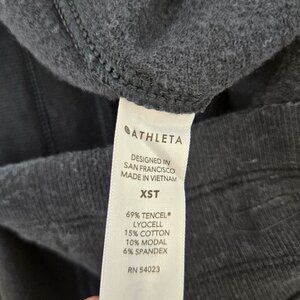 ATHLETA
DESIGNED IN
SAN FRANCISCO
MADE IN VIETNAM
XST
69% TENCEL®
LYOCELL
15% COTTON
10% MODAL
6% SPANDEX
RN 54023